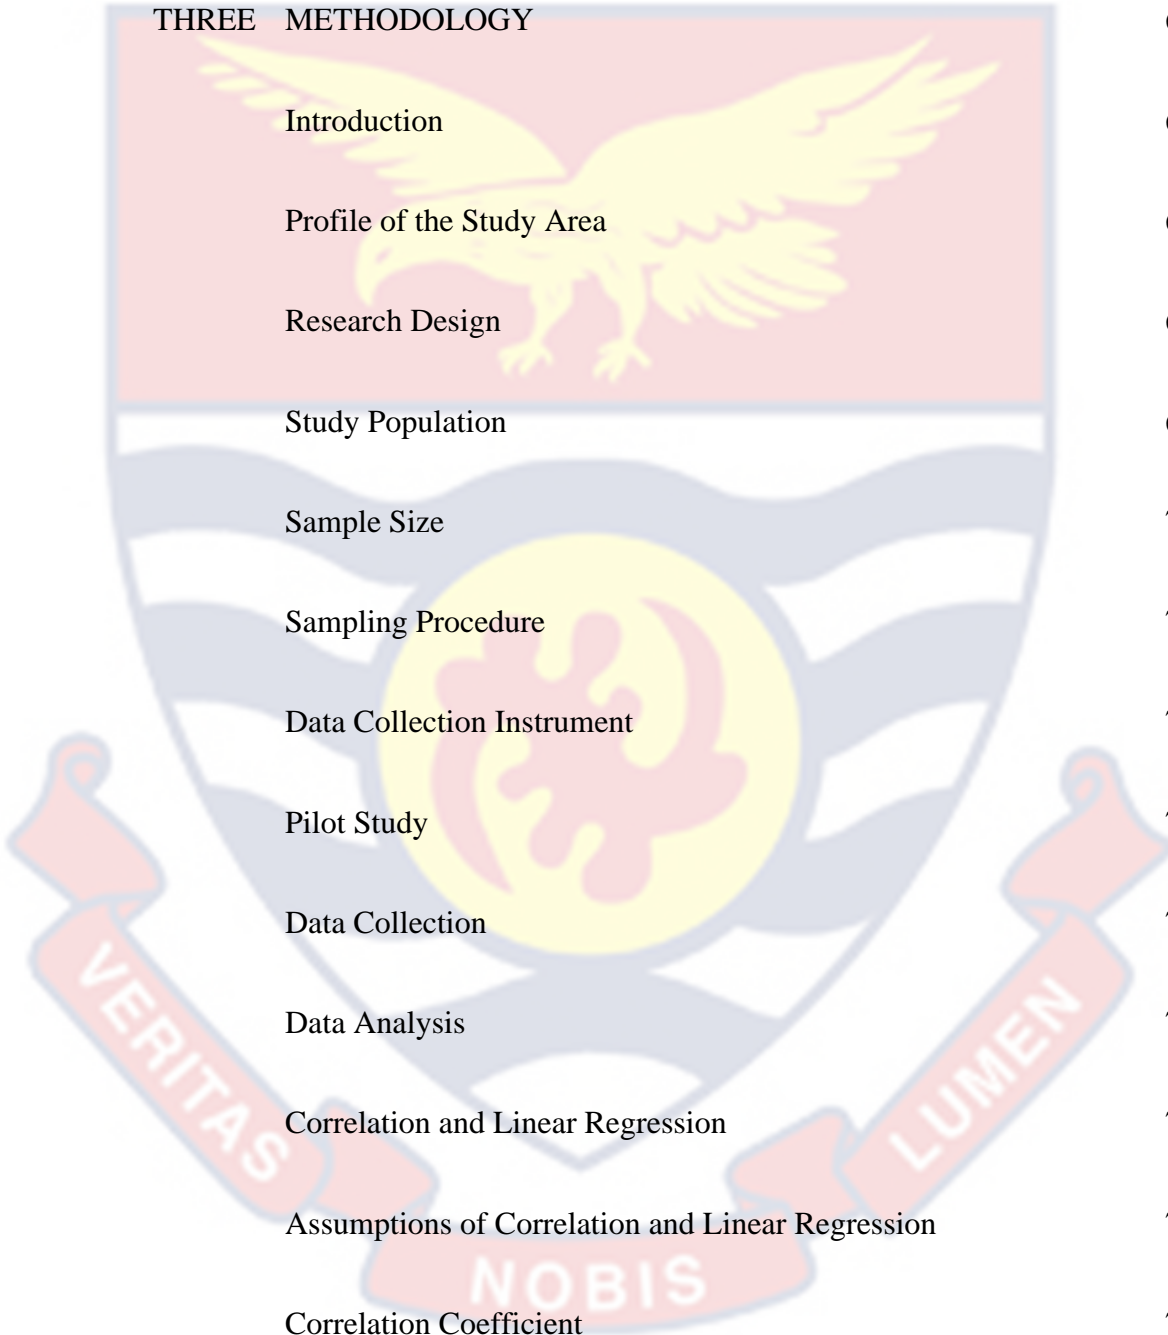 THREE METHODOLOGY
Introduction
Profile of the Study Area
Research Design
Study Population
Sample Size
Sampling Procedure
Data Collection Instrument
Pilot Study
Data Collection
Data Analysis
Correlation and Linear Regression
Assumptions of Correlation and Linear Regression
Correlation Coefficient
VERITAS
NOBIS
LUMEN